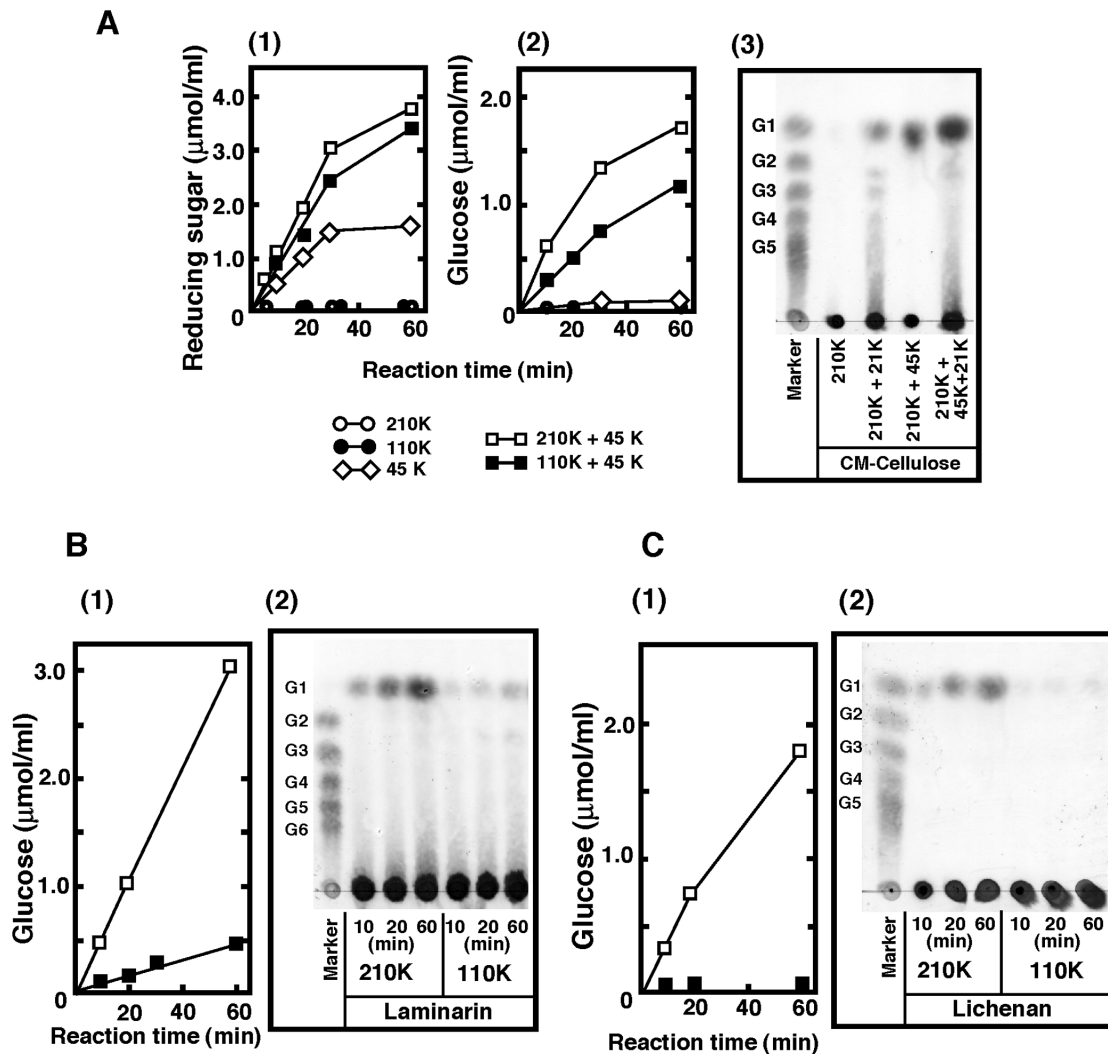 A
(1)
Reducing sugar (μmol/ml)
4.0
3.0
2.0
1.0
0
20
40
60
(2)
Glucose (μmol/ml)
2.0
1.0
0
20
40
60
Reaction time (min)
210K
110K
45 K
210K + 45 K
110K + 45 K
(3)
G1
G2
G3
G4
G5
Marker
210K
210K + 21K
210K + 45K
210K +
45K+21K
CM-Cellulose
B
(1)
Glucose (μmol/ml)
3.0
2.0
1.0
0
20
40
60
Reaction time (min)
(2)
G1
G2
G3
G4
G5
G6
Marker
10 20 60 10 20 60
(min) (min)
210K 110K
Laminarin
C
(1)
Glucose (μmol/ml)
2.0
1.0
0
20
40
60
Reaction time (min)
(2)
G1
G2
G3
G4
G5
Marker
10 20 60 10 20 60
(min) (min)
210K 110K
Lichenan